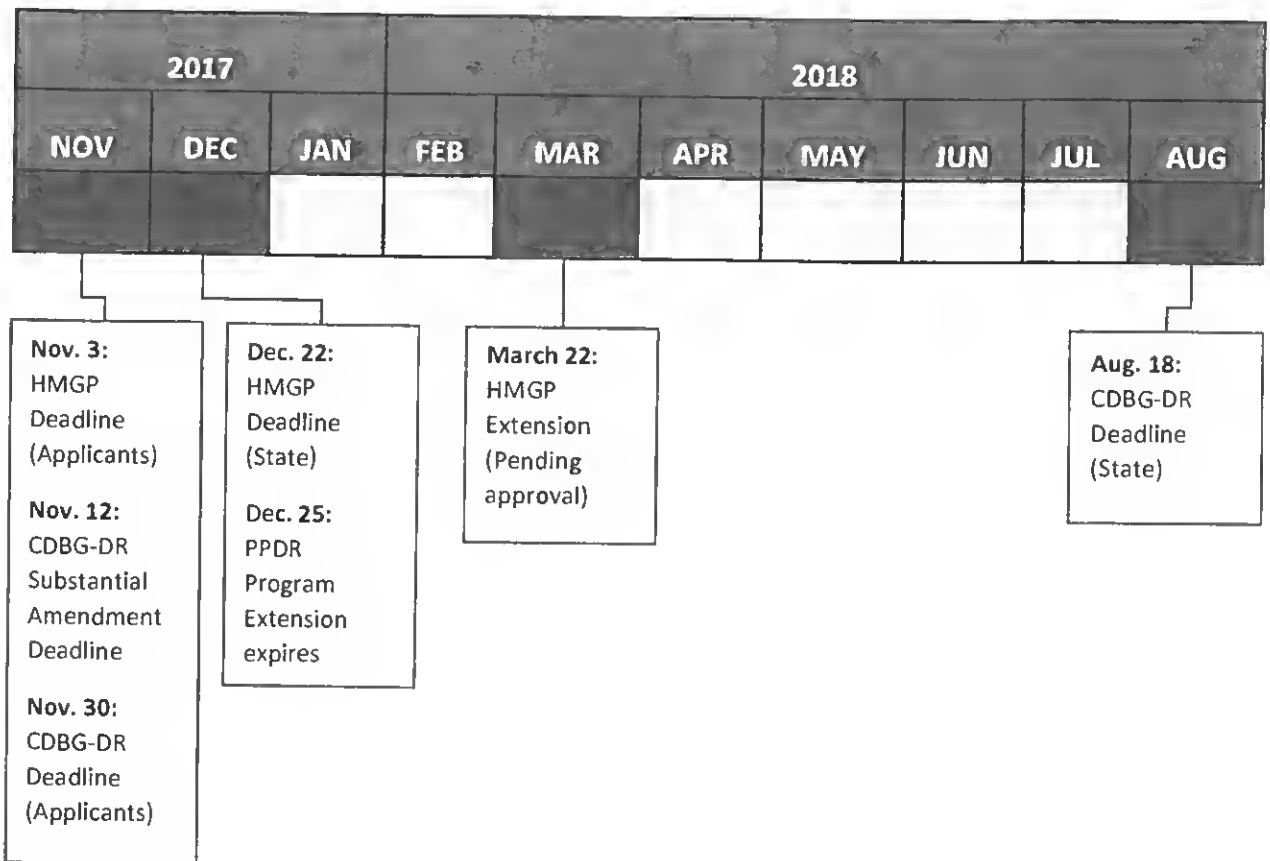 2017 2018
NOV DEC JAN FEB MAR APR MAY JUN JUL AUG
Nov. 3:
HMGP
Deadline
(Applicants)
Nov. 12:
CDBG-DR
Substantial
Amendment
Deadline
Nov. 30:
CDBG-DR
Deadline
(Applicants)
Dec. 22:
HMGP
Deadline
(State)
Dec. 25:
PPDR
Program
Extension
expires
March 22:
HMGP
Extension
(Pending
approval)
Aug. 18:
CDBG-DR
Deadline
(State)